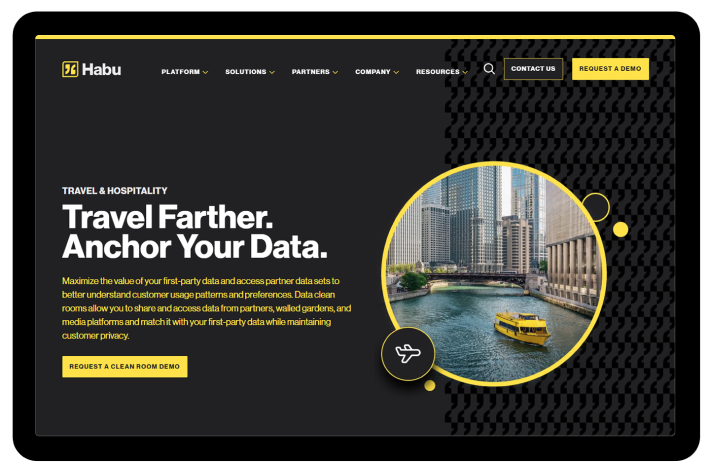 Habu
PLATFORM
SOLUTIONS
PARTNERS
COMPANY
RESOURCES
CONTACT US
REQUEST A DEMO
TRAVEL & HOSPITALITY
Travel Farther.
Anchor Your Data.
Maximize the value of your first-party data and access partner data sets to
better understand customer usage patterns and preferences. Data clean
rooms allow you to share and access data from partners, walled gardens, and
media platforms and match it with your first-party data while maintaining
customer privacy.
REQUEST A CLEAN ROOM DEMO